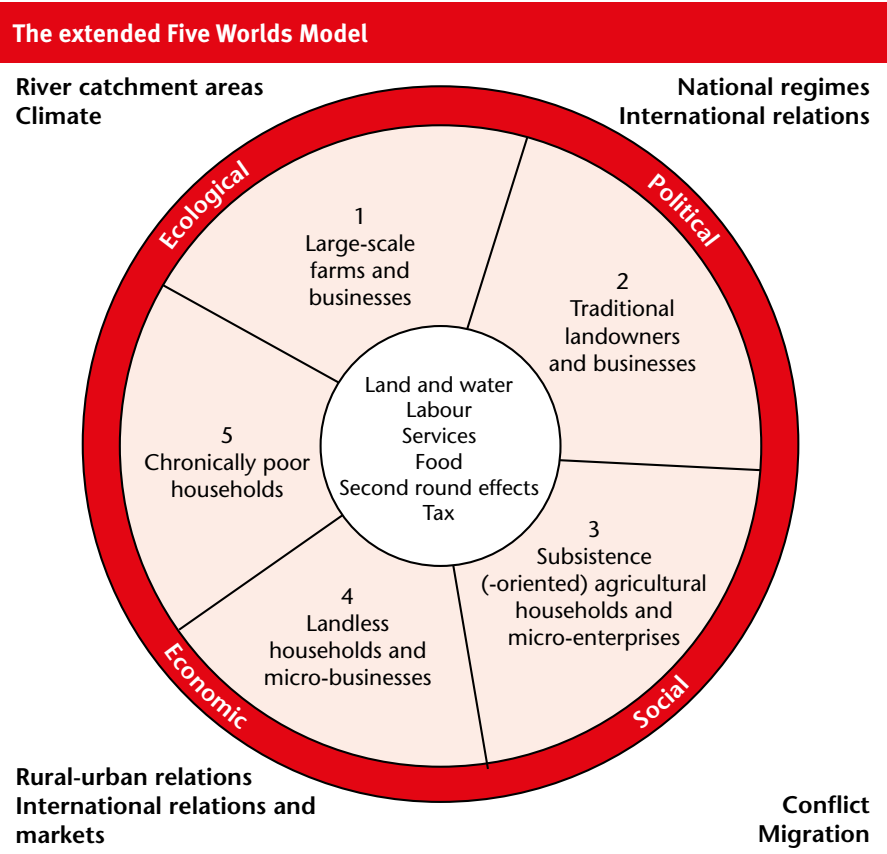 The extended Five Worlds Model
River catchment areas
Climate
National regimes
International relations
Ecological
Political
1
Large-scale
farms and
businesses
2
Traditional
landowners
and businesses
Land and water
Labour
Services
Food
Second round effects
Tax
5
Chronically poor
households
3
Subsistence
(-oriented) agricultural
households and
micro-enterprises
4
Landless
households and
micro-businesses
Economic
Social
Rural-urban relations
International relations and
markets
Conflict
Migration